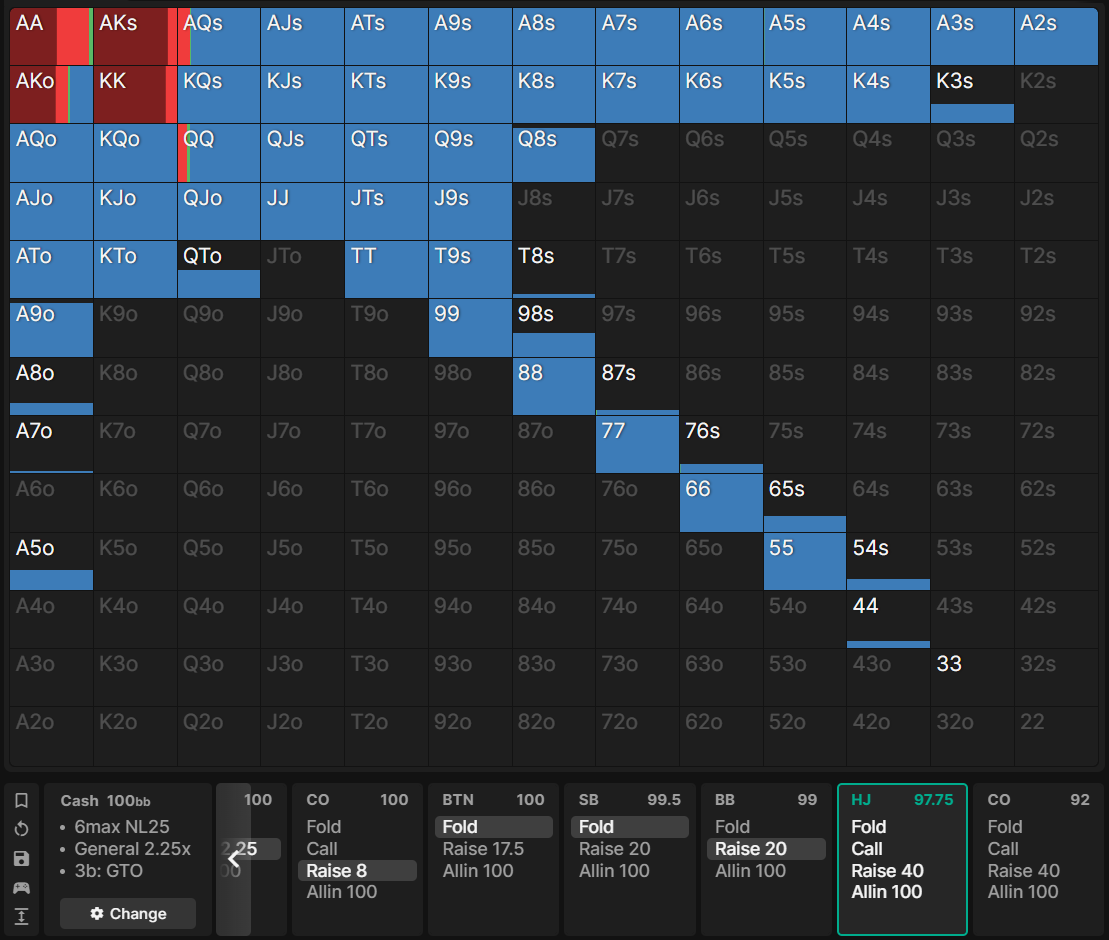 AA AKs AQs AJs ATs A9s A8s A7s A6s A5s A4s A3s A2s
AKo KK KQs KJs KTs K9s K8s K7s K6s K5s K4s K3s K2s
AQo KQo QQ QJs QTs Q9s Q8s Q7s Q6s Q5s Q4s Q3s Q2s
AJo KJo QJo JJ JTs J9s J8s J7s J6s J5s J4s J3s J2s
ATo KTo QTo JTo TT T9s T8s T7s T6s T5s T4s T3s T2s
A9o K9o Q9o J9o T9o 99 98s 97s 96s 95s 94s 93s 92s
A8o K8o Q8o J8o T8o 98o 88 87s 86s 85s 84s 83s 82s
A7o K7o Q7o J7o T7o 97o 87o 77 76s 75s 74s 73s 72s
A6o K6o Q6o J6o T6o 96o 86o 76o 66 65s 64s 63s 62s
A5o K5o Q5o J5o T5o 95o 85o 75o 65o 55 54s 53s 52s
A4o K4o Q4o J4o T4o 94o 84o 74o 64o 54o 44 43s 42s
A3o K3o Q3o J3o T3o 93o 83o 73o 63o 53o 43o 33 32s
A2o K2o Q2o J2o T2o 92o 82o 72o 62o 52o 42o 32o 22
Cash 100bb
• 6max NL25
• General 2.25x
• 3b: GTO
Change
100
2.25
00
CO 100
Fold
Call
Raise 8
Allin 100
BTN 100
Fold
Raise 17.5
Allin 100
SB 99.5
Fold
Raise 20
Allin 100
BB 99
Fold
Raise 20
Allin 100
HJ 97.75
Fold
Call
Raise 40
Allin 100
CO 92
Fold
Call
Raise 40
Allin 100